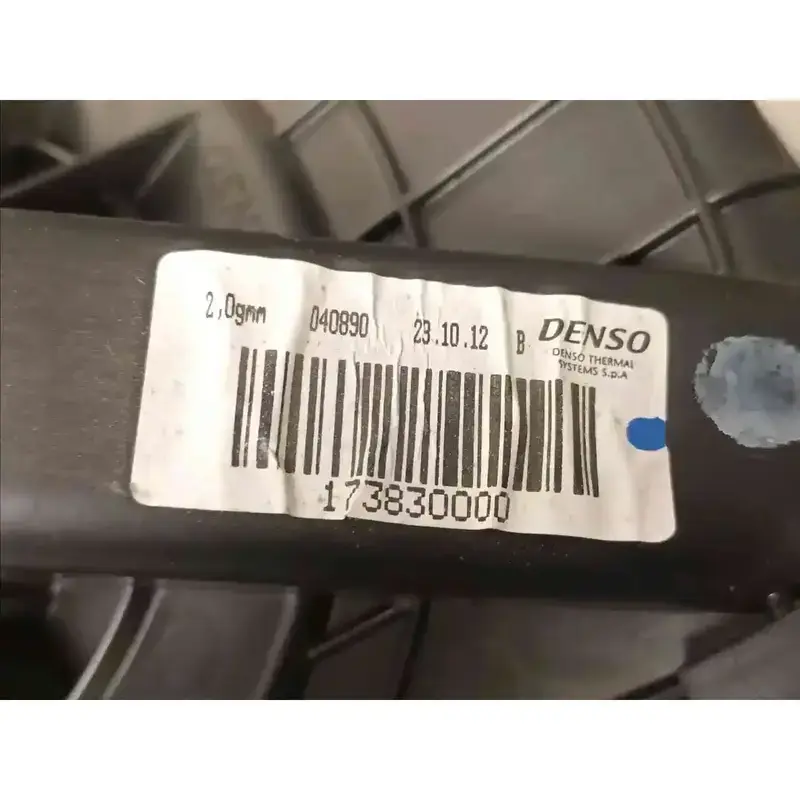 2,0gmm 040890 23.10.12 B DENSO
DENSO THERMAL
SYSTEMS S.p.A
173830000